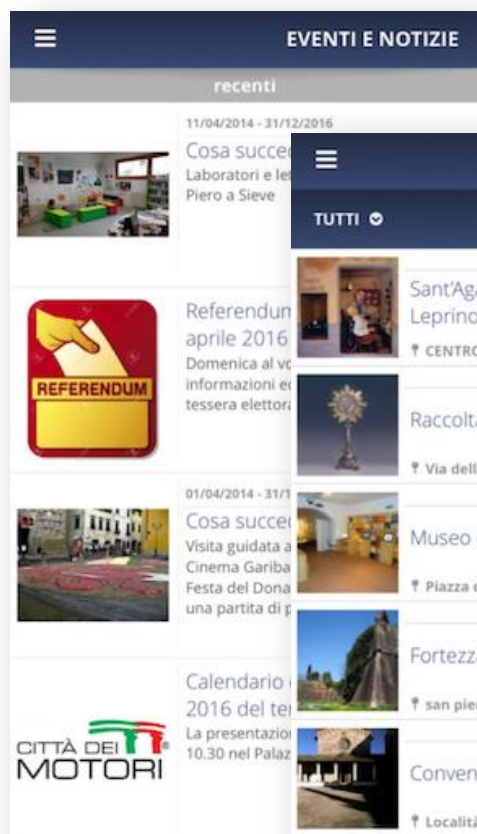 EVENTI E NOTIZIE
recenti
11/04/2014 - 31/12/2016
Cosa succed
Laboratori e let
Piero a Sieve
REFERENDUM
Referendum
aprile 2016
Domenica al vo
informazioni ed
tessera elettora
01/04/2014 - 31/1
Cosa succed
Visita guidata a
Cinema Gariba
Festa del Dona
una partita di p
CITTÀ DEI
MOTORI
Calendario
2016 del te
La presentazio
10.30 nel Palaz
TUTTI
Sant'Aga
Leprino
CENTRO
Raccolta
Via dell
Museo
Piazza d
Fortezza
san pier
Conven
Località